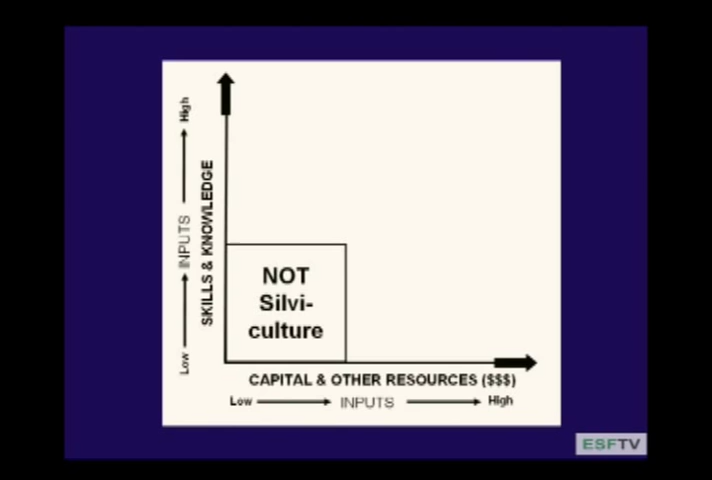 High
INPUTS
Low
SKILLS & KNOWLEDGE
NOT
Silvi-
culture
CAPITAL & OTHER RESOURCES ($$$)
Low INPUTS High
ESFTV